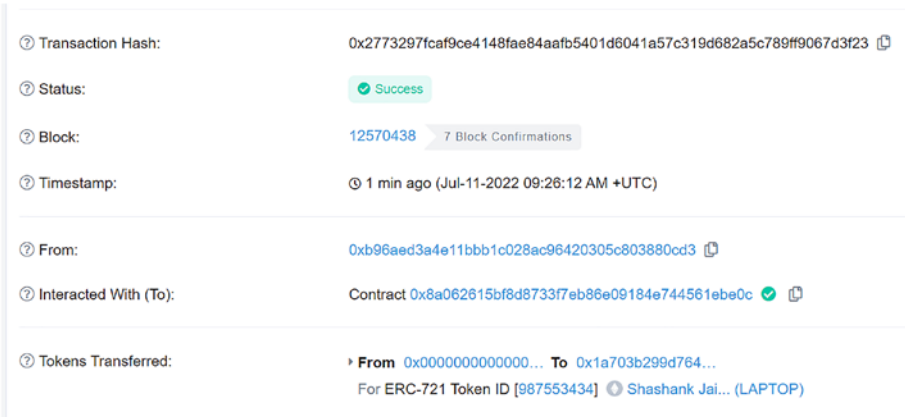 Transaction Hash: 0x2773297fcaf9ce4148fae84aafb5401d6041a57c319d682a5c789ff9067d3f23
Status: Success
Block: 12570438 7 Block Confirmations
Timestamp: 1 min ago (Jul-11-2022 09:26:12 AM +UTC)
From: 0xb96aed3a4e11bbb1c028ac96420305c803880cd3
Interacted With (To): Contract 0x8a062615bf8d8733f7eb86e09184e744561ebe0c
Tokens Transferred: From 0x0000000000000... To 0x1a703b299d764...
For ERC-721 Token ID [987553434] Shashank Jai... (LAPTOP)